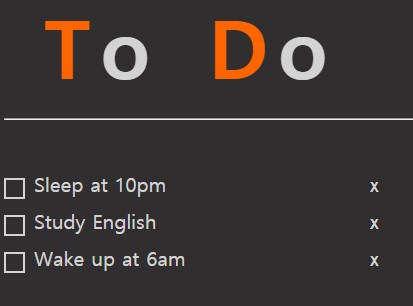 To Do
Sleep at 10pm x
Study English x
Wake up at 6am x